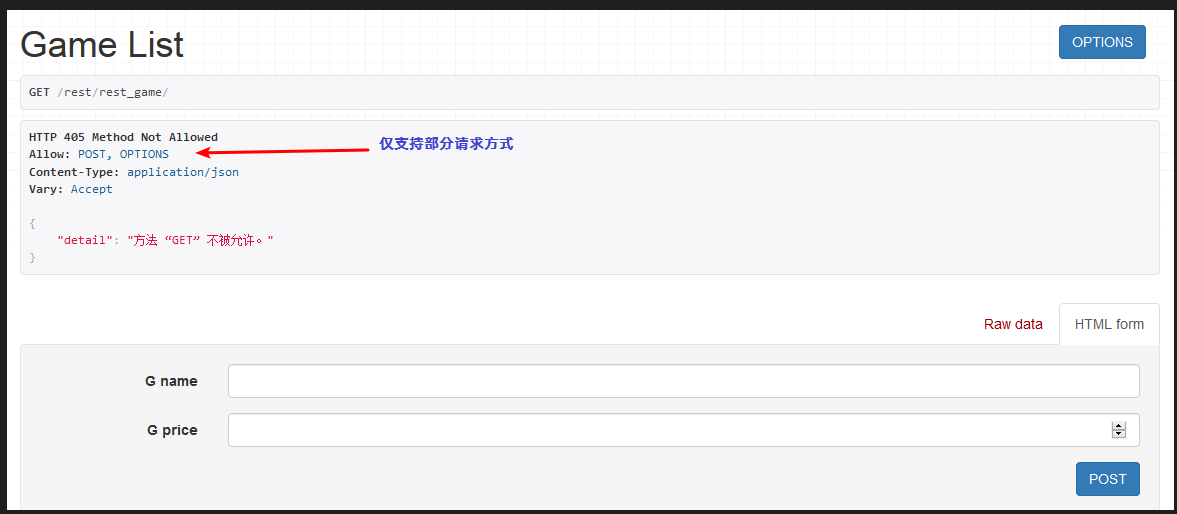 Game List
OPTIONS
GET /rest/rest_game/
HTTP 405 Method Not Allowed
Allow: POST, OPTIONS
仅支持部分请求方式
Content-Type: application/json
Vary: Accept
{
"detail": "方法 “GET” 不被允许。"
}
Raw data
HTML form
G name
G price
POST